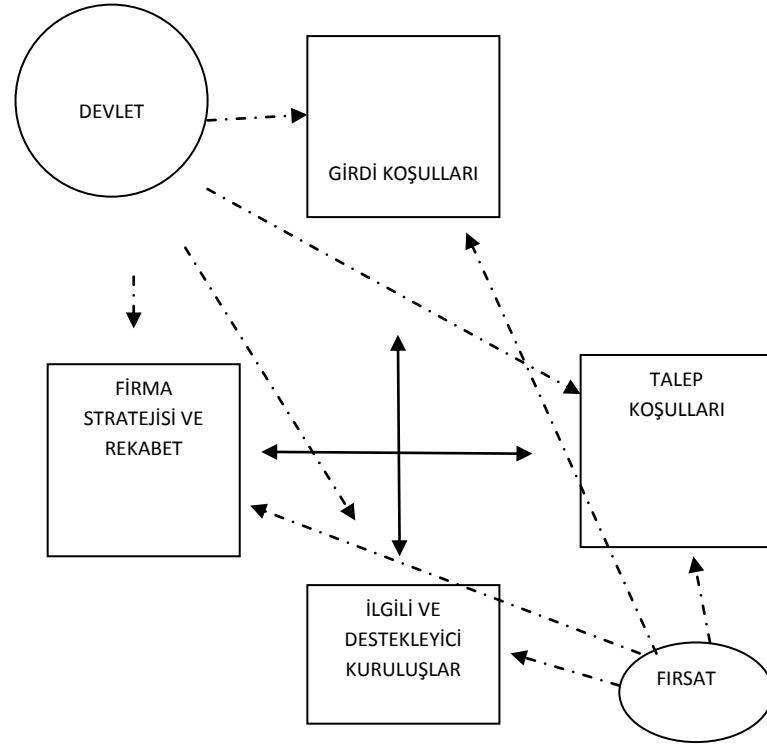 DEVLET
GİRDİ KOŞULLARI
FİRMA
STRATEJİSİ VE
REKABET
TALEP
KOŞULLARI
İLGİLİ VE
DESTEKLEYİCİ
KURULUŞLAR
FIRSAT